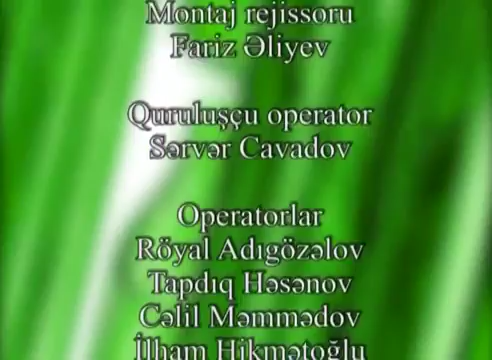 Montaj rejissoru
Fariz Əliyev
Quruluşçu operator
Sərvər Cavadov
Operatorlar
Röyal Adıgözəlov
Tapdıq Həsənov
Cəlil Məmmədov
İlham Hikmətoğlu